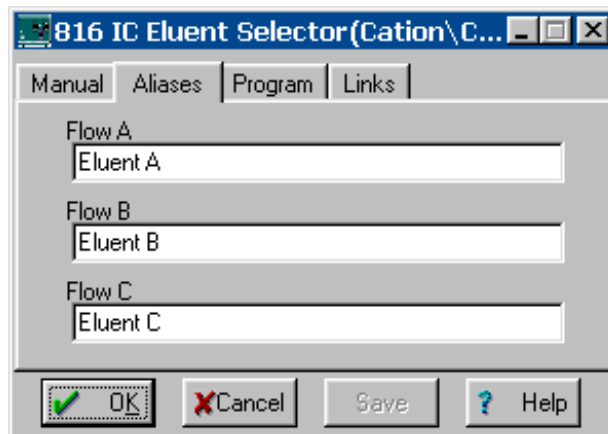 816 IC Eluent Selector(Cation\C...
Manual Aliases Program Links
Flow A
Eluent A
Flow B
Eluent B
Flow C
Eluent C
OK Cancel Save ? Help